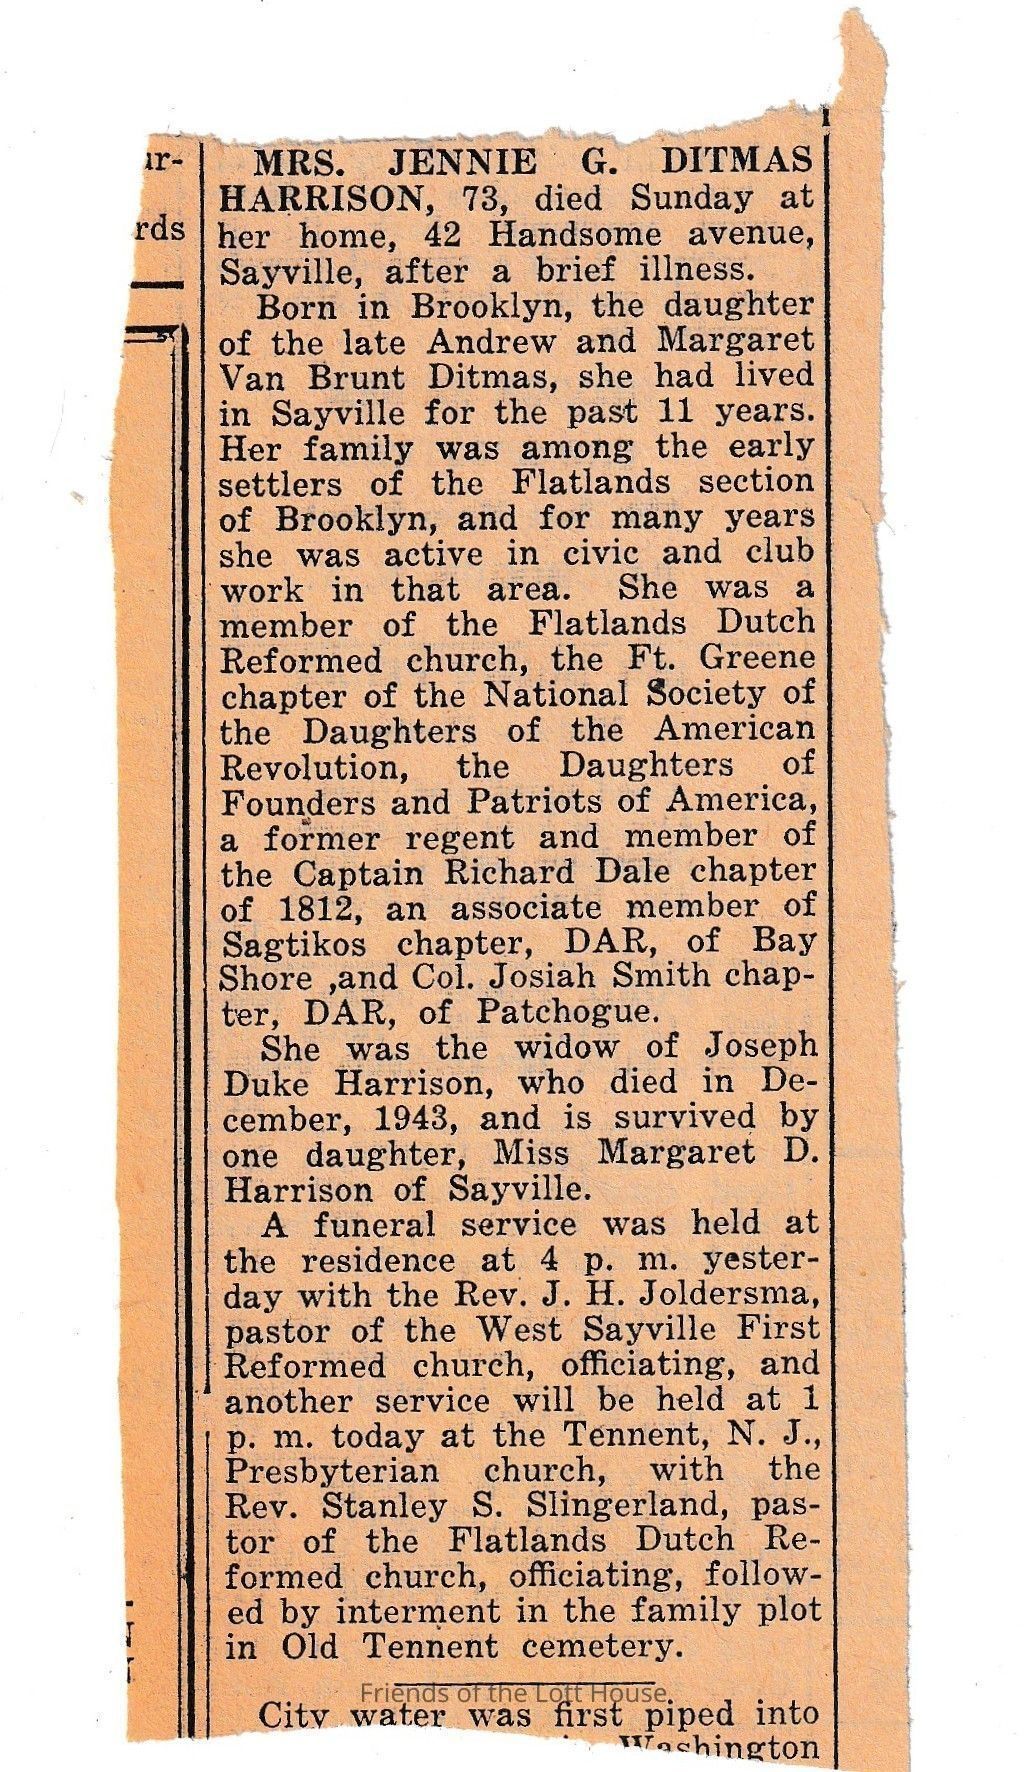 ur-
rds
MRS. JENNIE G. DITMAS
HARRISON, 73, died Sunday at
her home, 42 Handsome avenue,
Sayville, after a brief illness.
Born in Brooklyn, the daughter
of the late Andrew and Margaret
Van Brunt Ditmas, she had lived
in Sayville for the past 11 years.
Her family was among the early
settlers of the Flatlands section
of Brooklyn, and for many years
she was active in civic and club
work in that area. She was a
member of the Flatlands Dutch
Reformed church, the Ft. Greene
chapter of the National Society of
the Daughters of the American
Revolution, the Daughters of
Founders and Patriots of America,
a former regent and member of
the Captain Richard Dale chapter
of 1812, an associate member of
Sagtikos chapter, DAR, of Bay
Shore ,and Col. Josiah Smith chap-
ter, DAR, of Patchogue.
She was the widow of Joseph
Duke Harrison, who died in De-
cember, 1943, and is survived by
one daughter, Miss Margaret D.
Harrison of Sayville.
A funeral service was held at
the residence at 4 p. m. yester-
day with the Rev. J. H. Joldersma,
pastor of the West Sayville First
Reformed church, officiating, and
another service will be held at 1
p. m. today at the Tennent, N. J.,
Presbyterian church, with the
Rev. Stanley S. Slingerland, pas-
tor of the Flatlands Dutch Re-
formed church, officiating, follow-
ed by interment in the family plot
in Old Tennent cemetery.
Friends of the Lott House
City water was first piped into
Washington